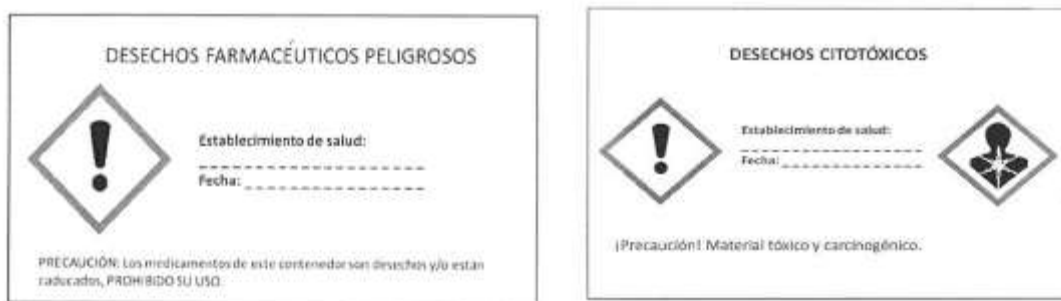 DESECHOS FARMACÉUTICOS PELIGROSOS
Establecimiento de salud:
Fecha:
PRECAUCIÓN: Los medicamentos de este contenedor son desechos y/o están
caducados, PROHIBIDO SU USO.
DESECHOS CITOTÓXICOS
Establecimiento de salud:
Fecha:
¡Precaución! Material tóxico y carcinogénico.